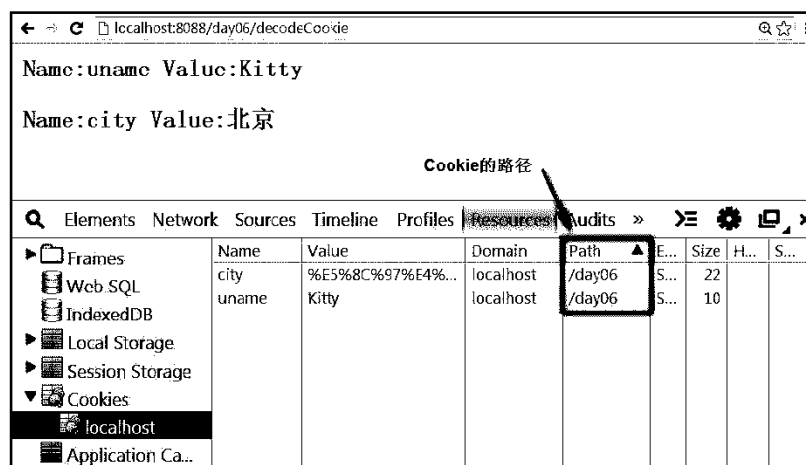 localhost:8088/day06/decodeCookie
Name:uname Value:Kitty
Name:city Value:北京
Cookie的路径
Elements Network Sources Timeline Profiles Resources Audits »
Name Value Domain Path ▲ E... Size H... S...
Frames
city %E5%8C%97%E4%... localhost /day06 S... 22
Web SQL
uname Kitty localhost /day06 S... 10
IndexedDB
Local Storage
Session Storage
Cookies
localhost
Application Ca...